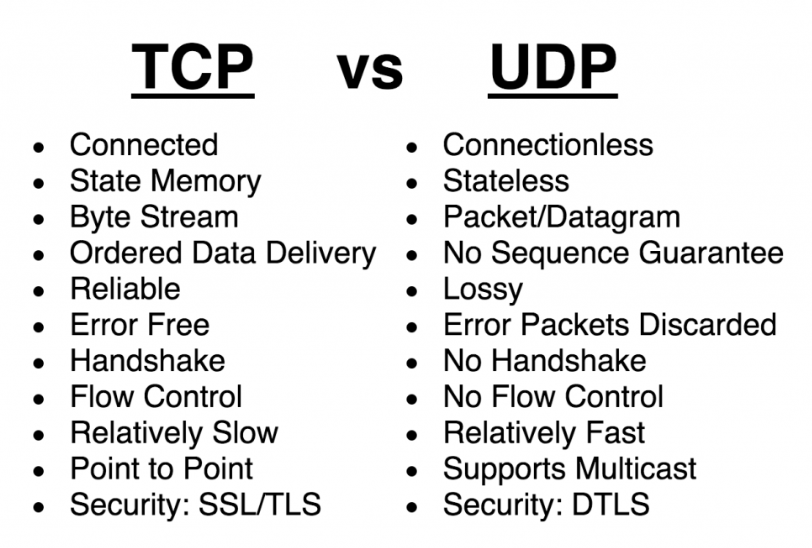 TCP vs UDP
• Connected
• State Memory
• Byte Stream
• Ordered Data Delivery
• Reliable
• Error Free
• Handshake
• Flow Control
• Relatively Slow
• Point to Point
• Security: SSL/TLS
• Connectionless
• Stateless
• Packet/Datagram
• No Sequence Guarantee
• Lossy
• Error Packets Discarded
• No Handshake
• No Flow Control
• Relatively Fast
• Supports Multicast
• Security: DTLS